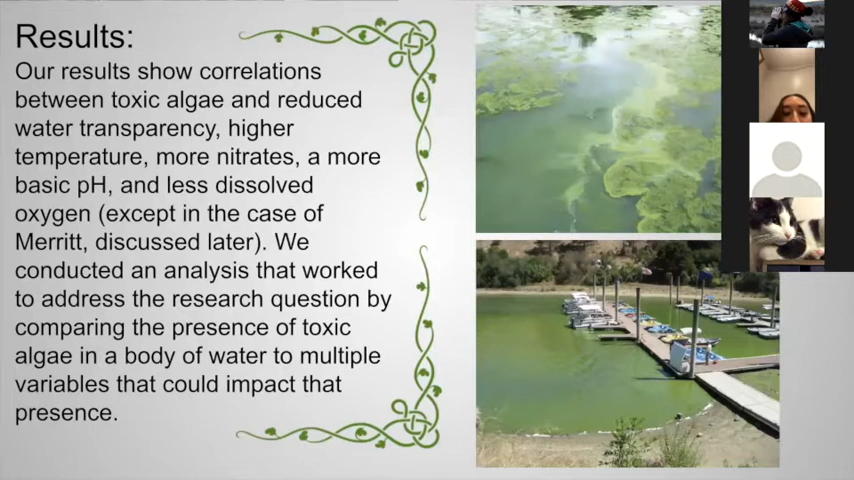 Results:
Our results show correlations
between toxic algae and reduced
water transparency, higher
temperature, more nitrates, a more
basic pH, and less dissolved
oxygen (except in the case of
Merritt, discussed later). We
conducted an analysis that worked
to address the research question by
comparing the presence of toxic
algae in a body of water to multiple
variables that could impact that
presence.